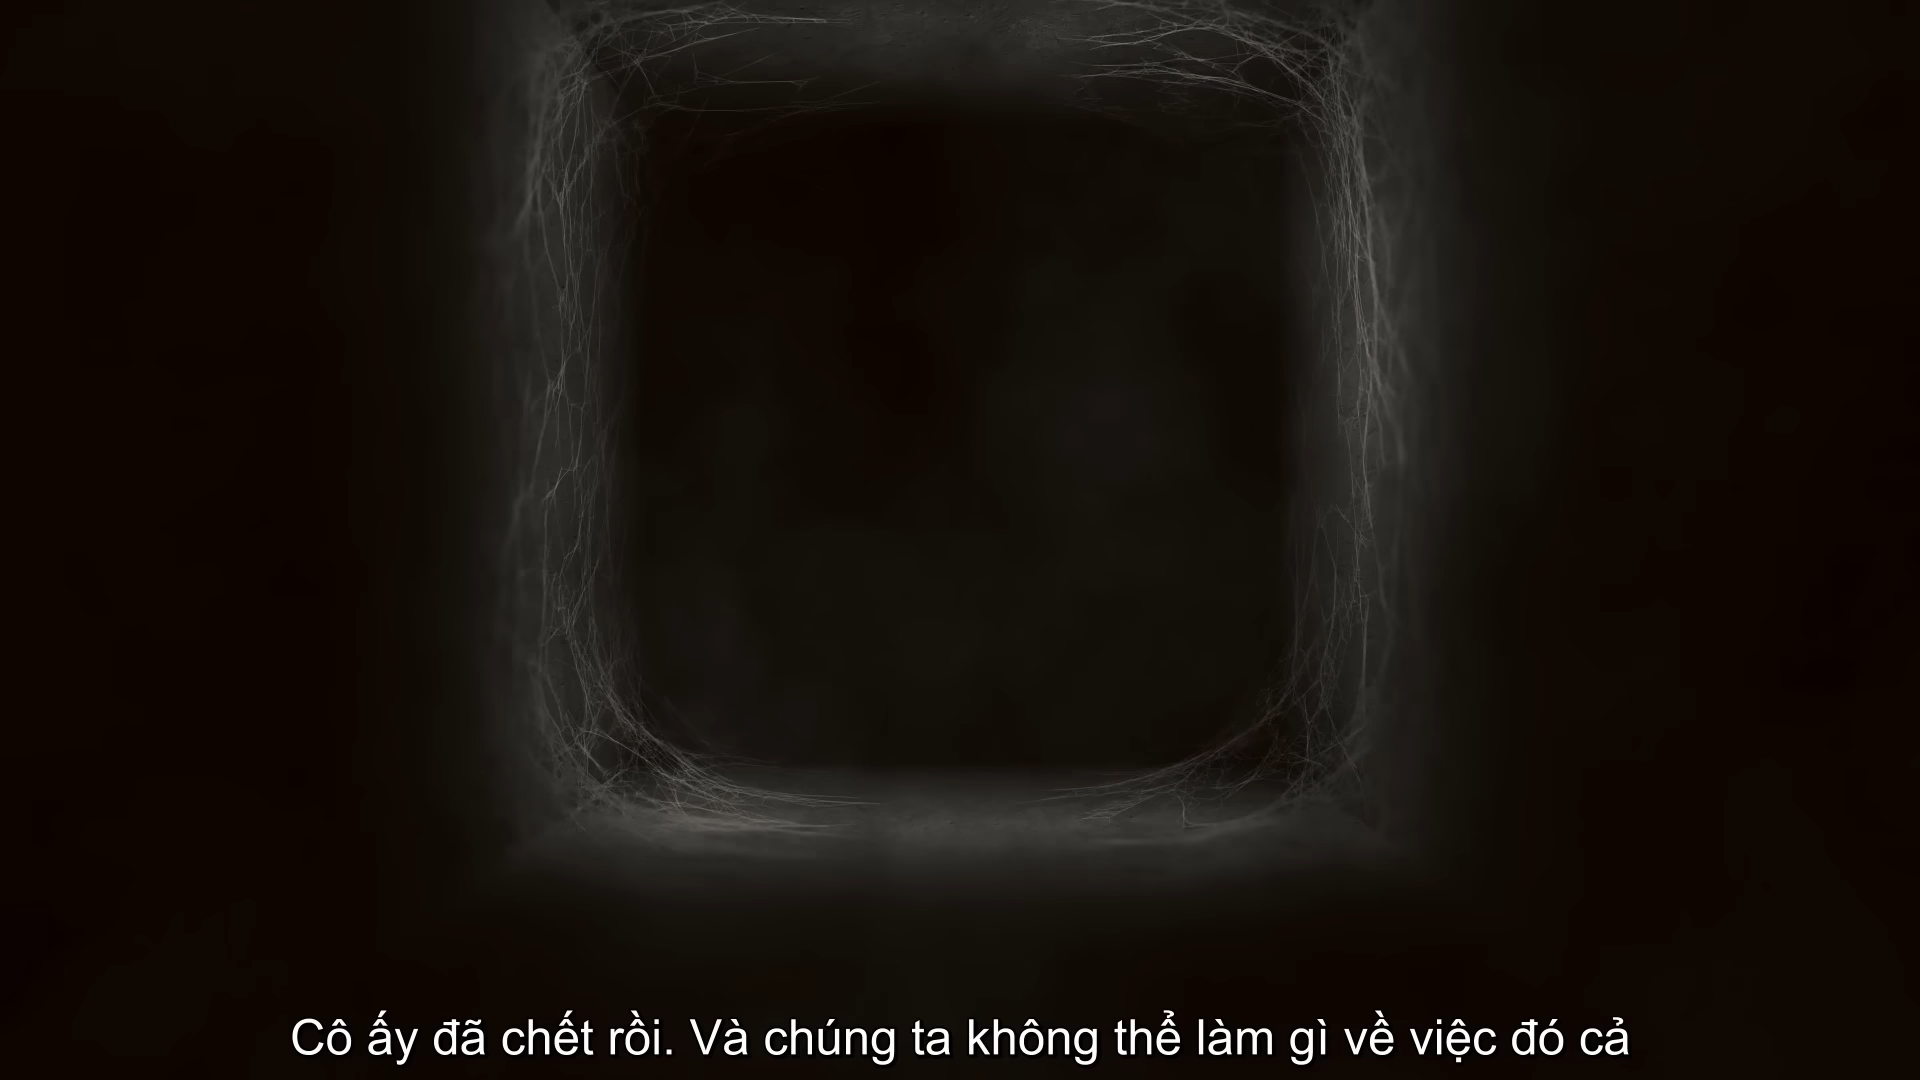 Cô ấy đã chết rồi. Và chúng ta không thể làm gì về việc đó cả